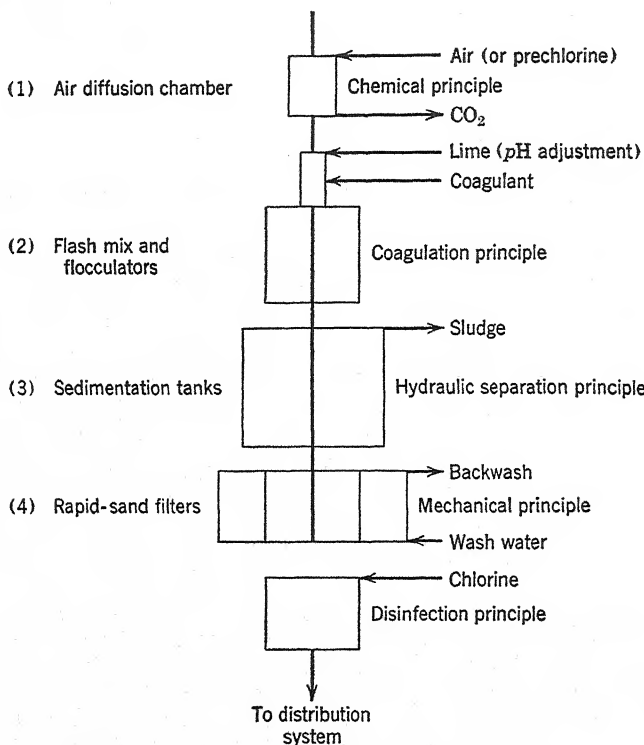 Air (or prechlorine)
(1) Air diffusion chamber
Chemical principle
CO₂
Lime (pH adjustment)
Coagulant
(2) Flash mix and
flocculators
Coagulation principle
Sludge
(3) Sedimentation tanks
Hydraulic separation principle
Backwash
(4) Rapid-sand filters
Mechanical principle
Wash water
Chlorine
Disinfection principle
To distribution
system